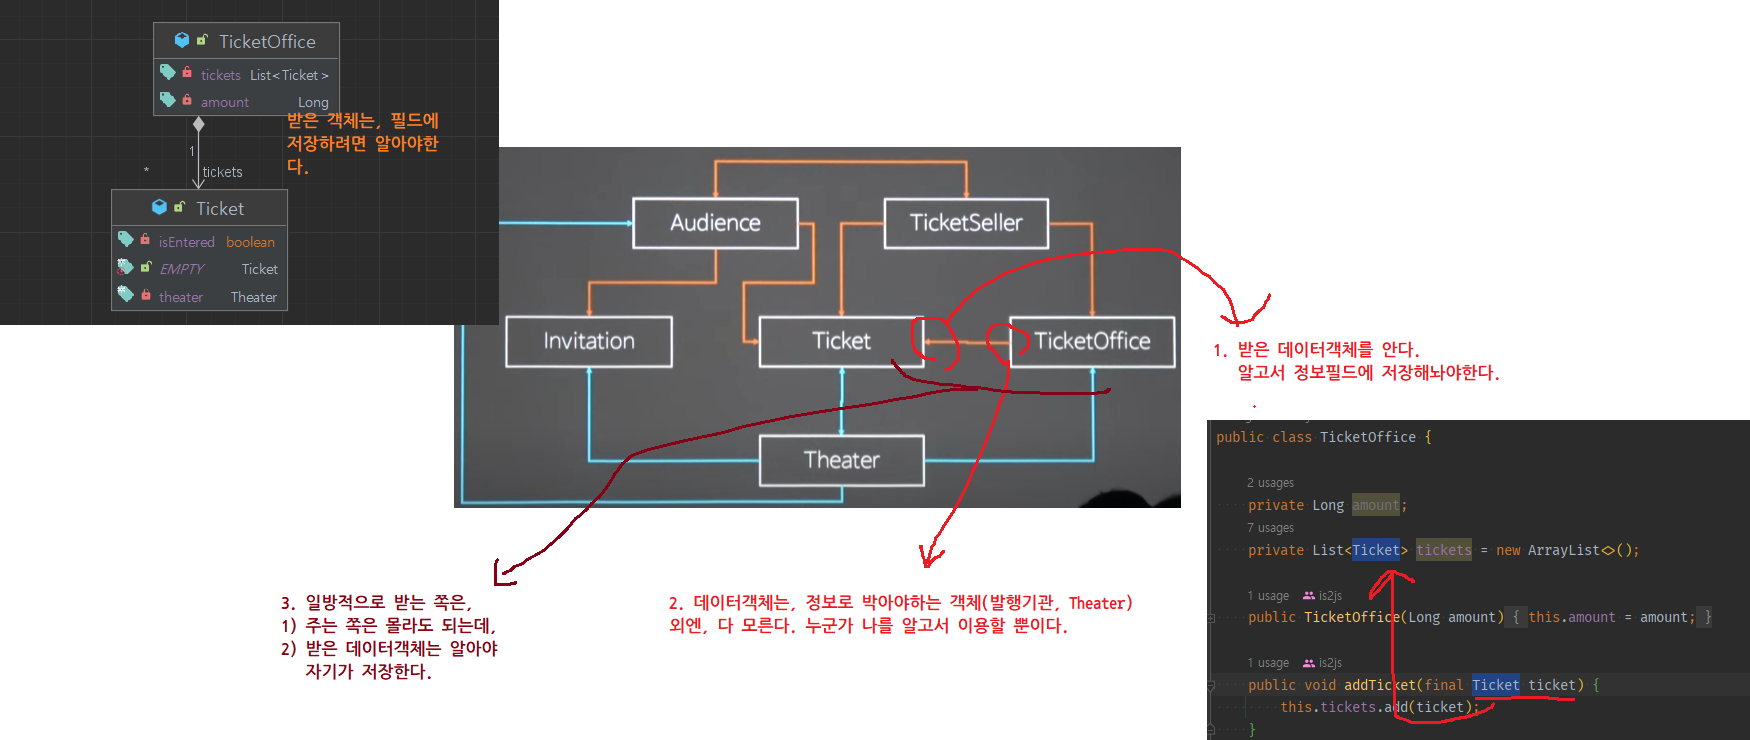 TicketOffice
tickets List<Ticket>
amount Long
받은 객체는, 필드에
저장하려면 알아야한
다.
1
*
tickets
Ticket
isEntered boolean
EMPTY Ticket
theater Theater
Audience
TicketSeller
Invitation
Ticket
TicketOffice
Theater
1. 받은 데이터객체를 안다.
알고서 정보필드에 저장해놔야한다.
3. 일방적으로 받는 쪽은,
1) 주는 쪽은 몰라도 되는데,
2) 받은 데이터객체는 알아야
자기가 저장한다.
2. 데이터객체는, 정보로 박아야하는 객체(발행기관, Theater)
외엔, 다 모른다. 누군가 나를 알고서 이용할 뿐이다.
public class TicketOffice {
2 usages
private Long amount;
7 usages
private List<Ticket> tickets = new ArrayList<>();
1 usage is2js
public TicketOffice(Long amount) { this.amount = amount; }
1 usage is2js
public void addTicket(final Ticket ticket) {
this.tickets.add(ticket);
}